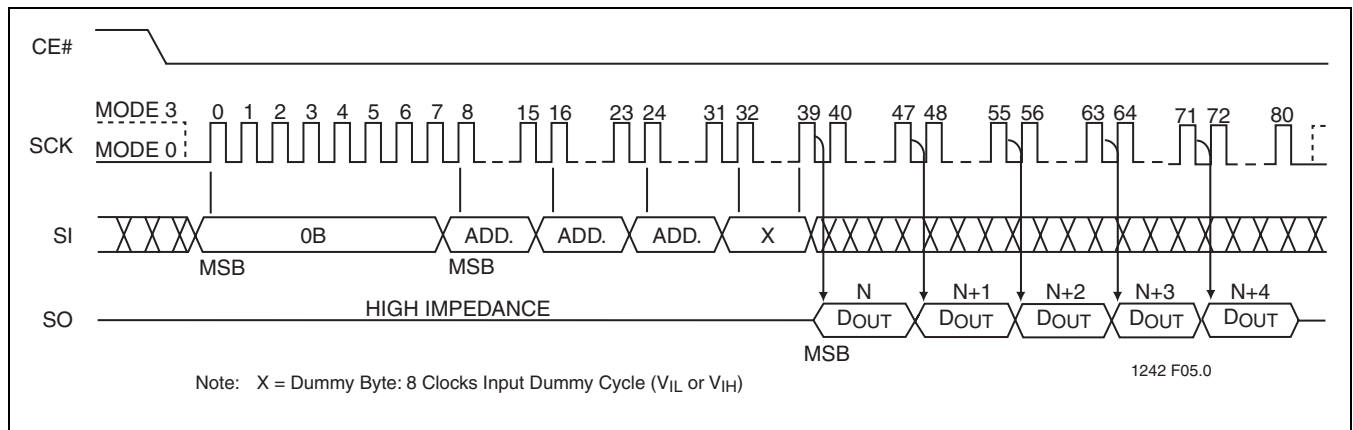 CE#
MODE 3 0 1 2 3 4 5 6 7 8 15 16 23 24 31 32 39 40 47 48 55 56 63 64 71 72 80
SCK MODE 0
SI 0B ADD. ADD. ADD. X
MSB MSB
N N+1 N+2 N+3 N+4
SO HIGH IMPEDANCE DOUT DOUT DOUT DOUT DOUT
MSB
1242 F05.0
Note: X = Dummy Byte: 8 Clocks Input Dummy Cycle (VIL or VIH)